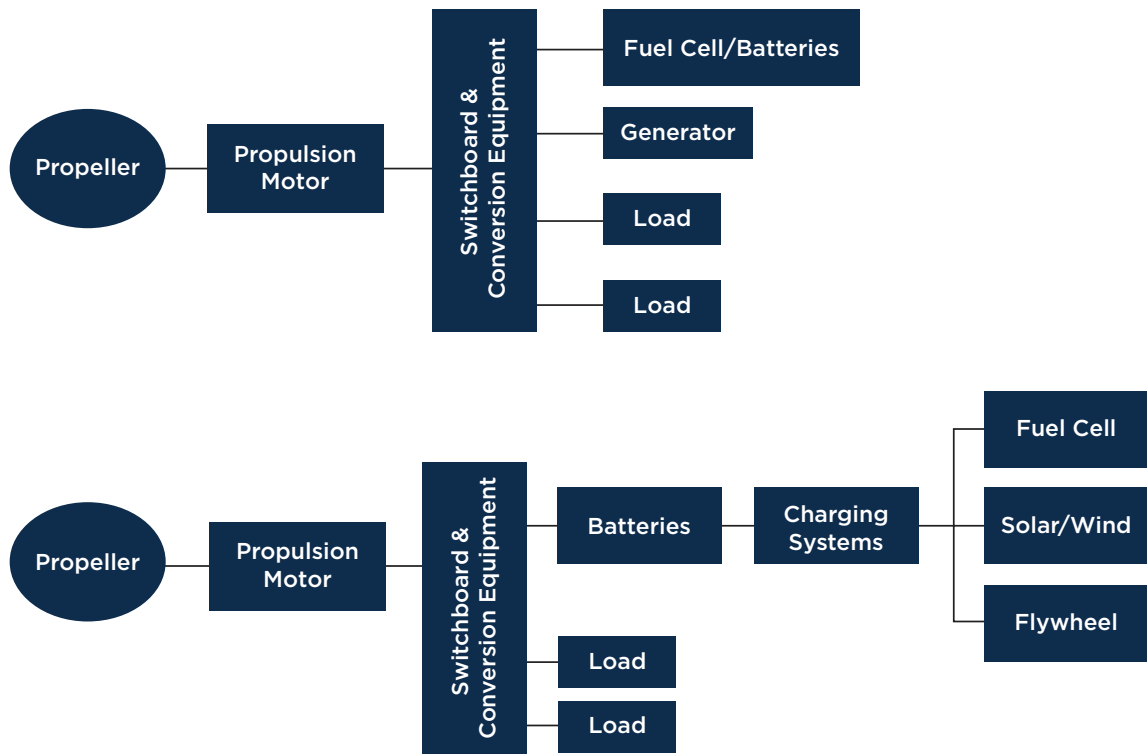 Fuel Cell/Batteries
Generator
Propeller
Propulsion
Motor
Switchboard &
Conversion Equipment
Load
Load
Fuel Cell
Propeller
Propulsion
Motor
Switchboard &
Conversion Equipment
Batteries
Charging
Systems
Solar/Wind
Flywheel
Load
Load